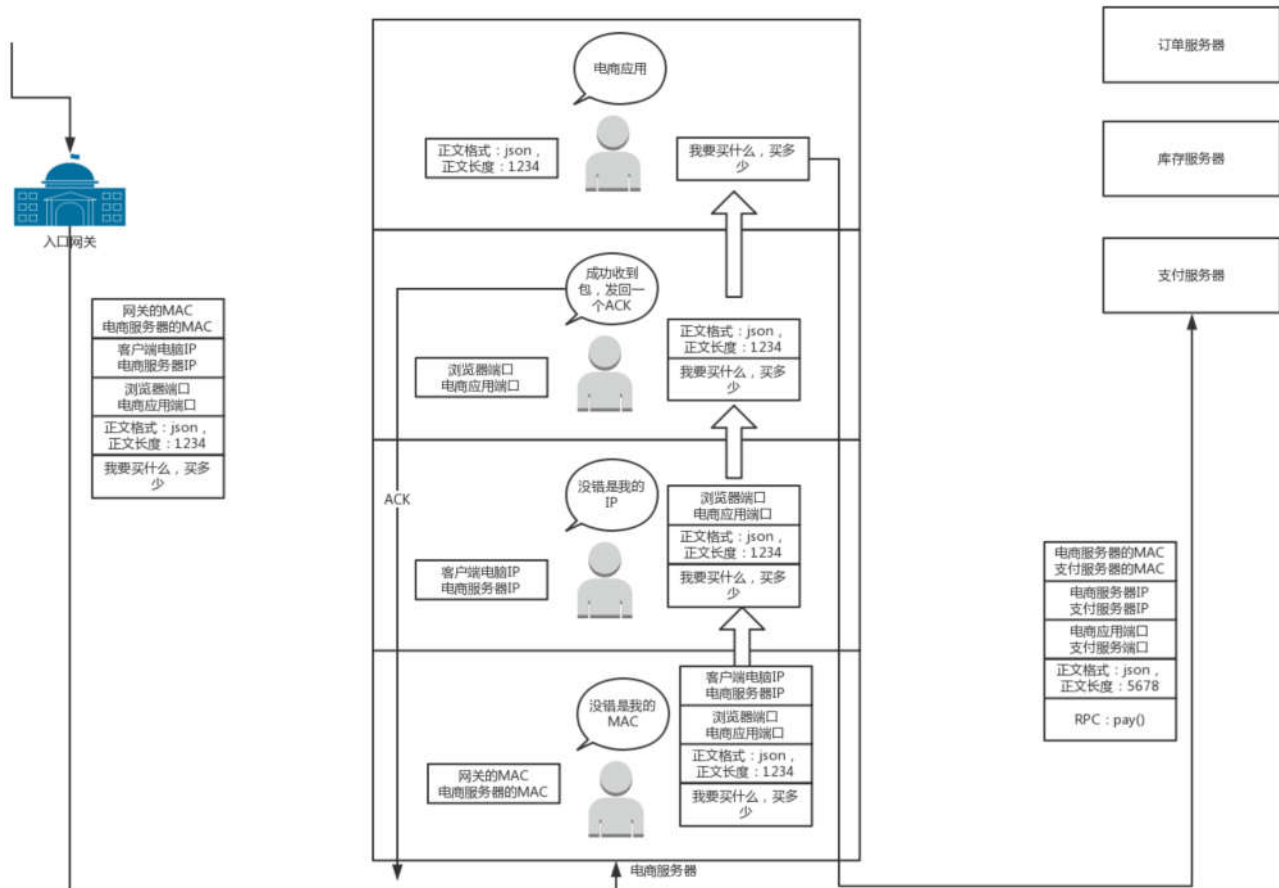 入口网关
网关的MAC
电商服务器的MAC
客户端电脑IP
电商服务器IP
浏览器端口
电商应用端口
正文格式：json，
正文长度：1234
我要买什么，买多
少
电商应用
正文格式：json，
正文长度：1234
我要买什么，买多
少
成功收到
包，发回一
个ACK
浏览器端口
电商应用端口
正文格式：json，
正文长度：1234
我要买什么，买多
少
ACK
没错是我的
IP
客户端电脑IP
电商服务器IP
浏览器端口
电商应用端口
正文格式：json，
正文长度：1234
我要买什么，买多
少
没错是我的
MAC
网关的MAC
电商服务器的MAC
客户端电脑IP
电商服务器IP
浏览器端口
电商应用端口
正文格式：json，
正文长度：1234
我要买什么，买多
少
电商服务器
订单服务器
库存服务器
支付服务器
电商服务器的MAC
支付服务器的MAC
电商服务器IP
支付服务器IP
电商应用端口
支付服务端口
正文格式：json，
正文长度：5678
RPC：pay()